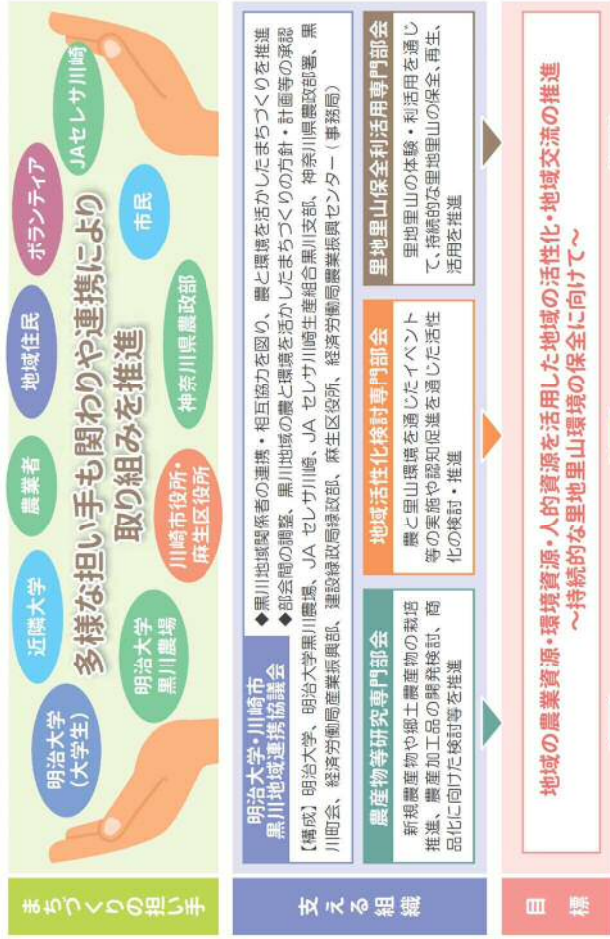 まちづくりの担い手
明治大学
(大学生)
近隣大学
農業者
地域住民
ボランティア
JAセレサ川崎
多様な担い手も関わりや連携により
取り組みを推進
明治大学
黒川農場
川崎市役所・
麻生区役所
神奈川県農政部
市民
支える組織
明治大学・川崎市
黒川地域連携協議会
◆黒川地域関係者の連携・相互協力を図り、農と環境を活かしたまちづくりを推進
◆部会間の調整、黒川地域の農と環境を活かしたまちづくりの方針・計画等の承認
【構成】明治大学、明治大学黒川農場、JA セレサ川崎、JA セレサ川崎生産組合黒川支部、神奈川県農政部署、黒
川町会、経済労働局産業振興部、建設緑政局緑政部、麻生区役所、経済労働局農業振興センター（事務局）
農産物等研究専門部会
新規農産物や郷土農産物の栽培
推進、農産加工品の開発検討、商
品化に向けた検討等を推進
地域活性化検討専門部会
農と里山環境を通じたイベント
等の実施や認知促進を通した活性
化の検討・推進
里地里山保全利活用専門部会
里地里山の体験・利活用を通じ
て、持続的な里地里山の保全、再生、
活用を推進
目標
地域の農業資源・環境資源・人的資源を活用した地域の活性化・地域交流の推進
～持続的な里地里山環境の保全に向けて～